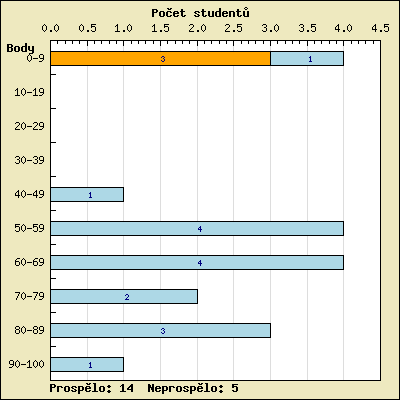 Počet studentů
0.0 0.5 1.0 1.5 2.0 2.5 3.0 3.5 4.0 4.5
Body
0-9 3 1
10-19
20-29
30-39
40-49 1
50-59 4
60-69 4
70-79 2
80-89 3
90-100 1
Prospělo: 14 Neprospělo: 5